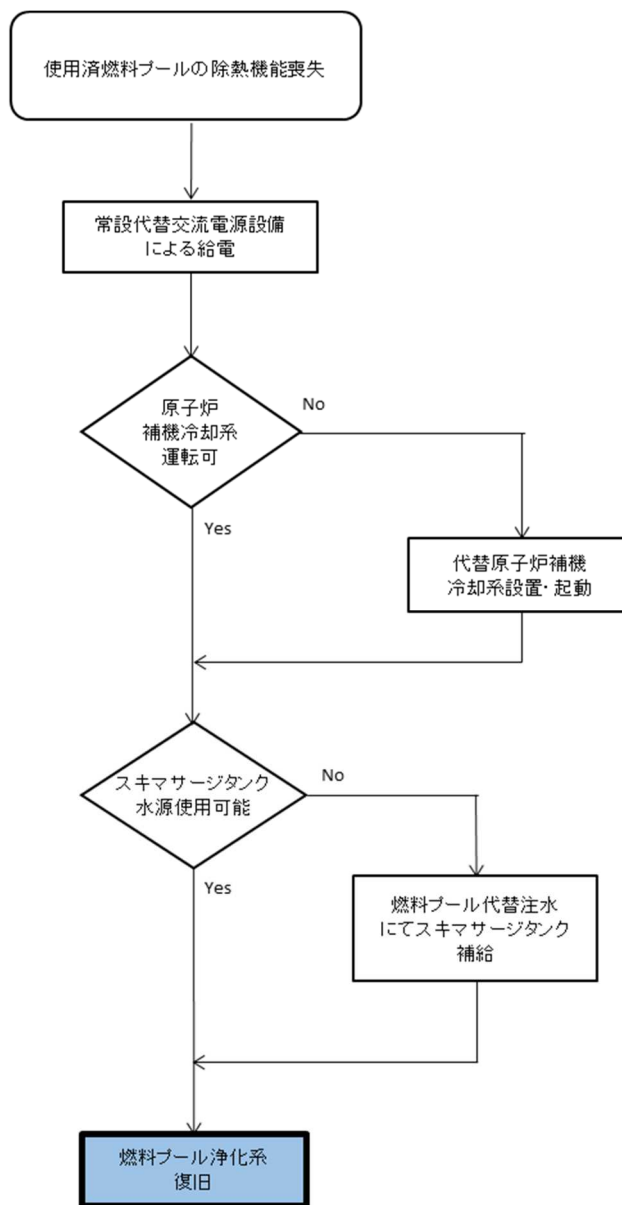 使用済燃料プールの除熱機能喪失
常設代替交流電源設備
による給電
原子炉
補機冷却系
運転可
No
Yes
代替原子炉補機
冷却系設置・起動
スキマサージタンク
水源使用可能
No
Yes
燃料プール代替注水
にてスキマサージタンク
補給
燃料プール浄化系
復旧